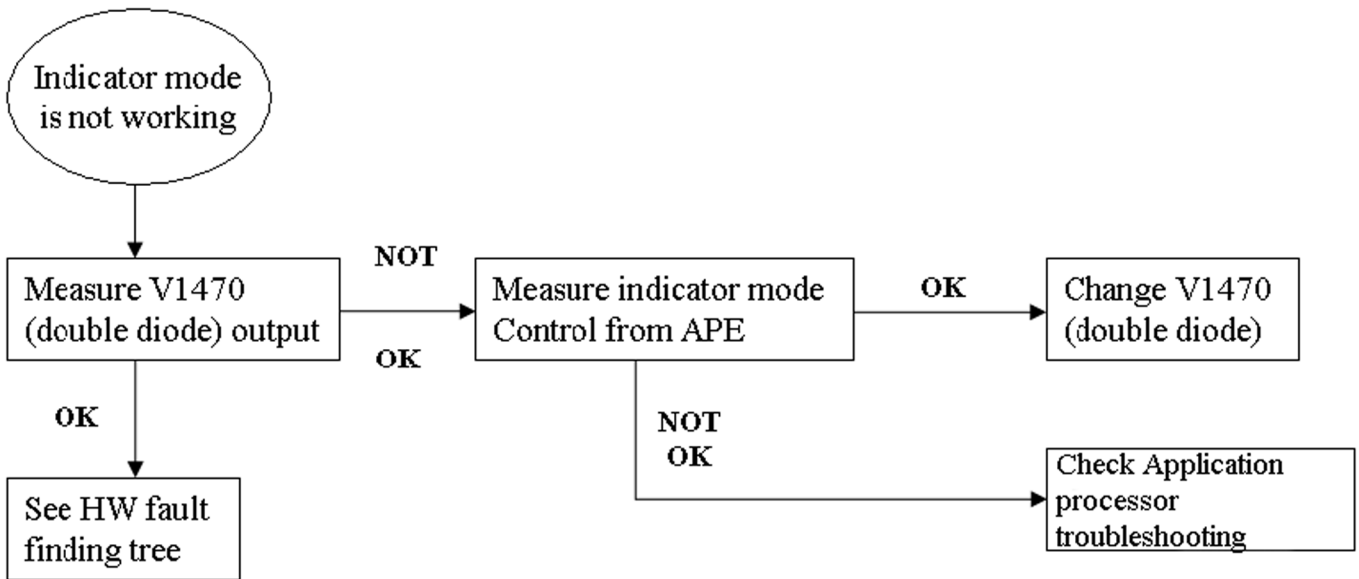 Indicator mode
is not working
Measure V1470
(double diode) output
NOT
OK
Measure indicator mode
Control from APE
OK
Change V1470
(double diode)
OK
See HW fault
finding tree
NOT
OK
Check Application
processor
troubleshooting